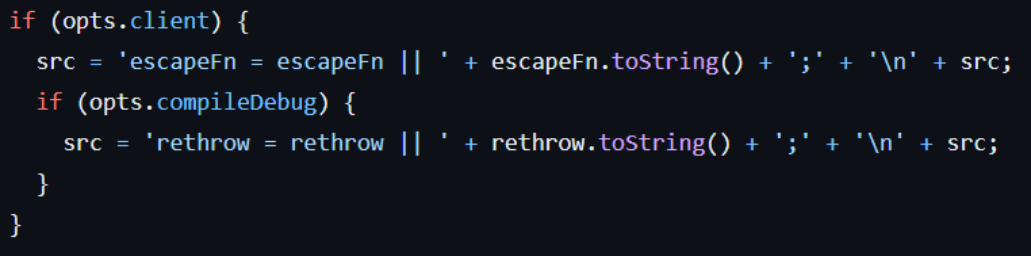 if (opts.client) {
  src = 'escapeFn = escapeFn || ' + escapeFn.toString() + ';' + '\n' + src;
  if (opts.compileDebug) {
    src = 'rethrow = rethrow || ' + rethrow.toString() + ';' + '\n' + src;
  }
}